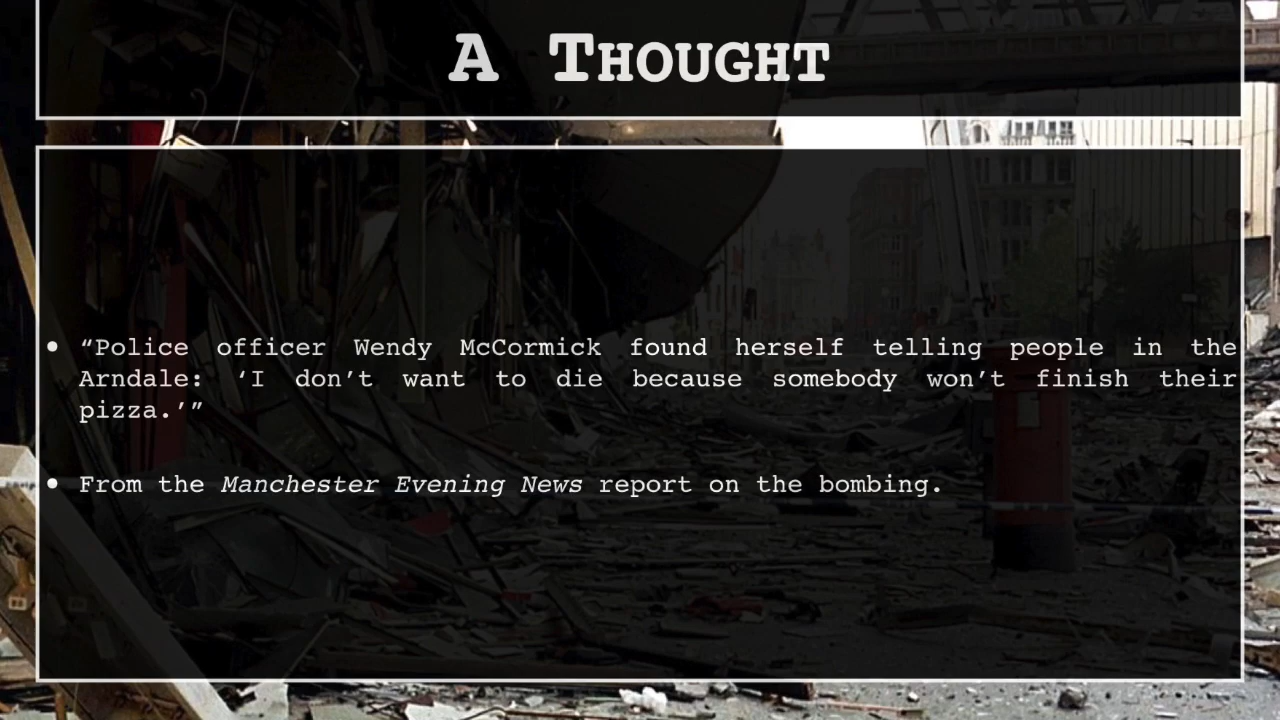 A Thought
• “Police officer Wendy McCormick found herself telling people in the
Arndale: ‘I don’t want to die because somebody won’t finish their
pizza.’”
• From the Manchester Evening News report on the bombing.